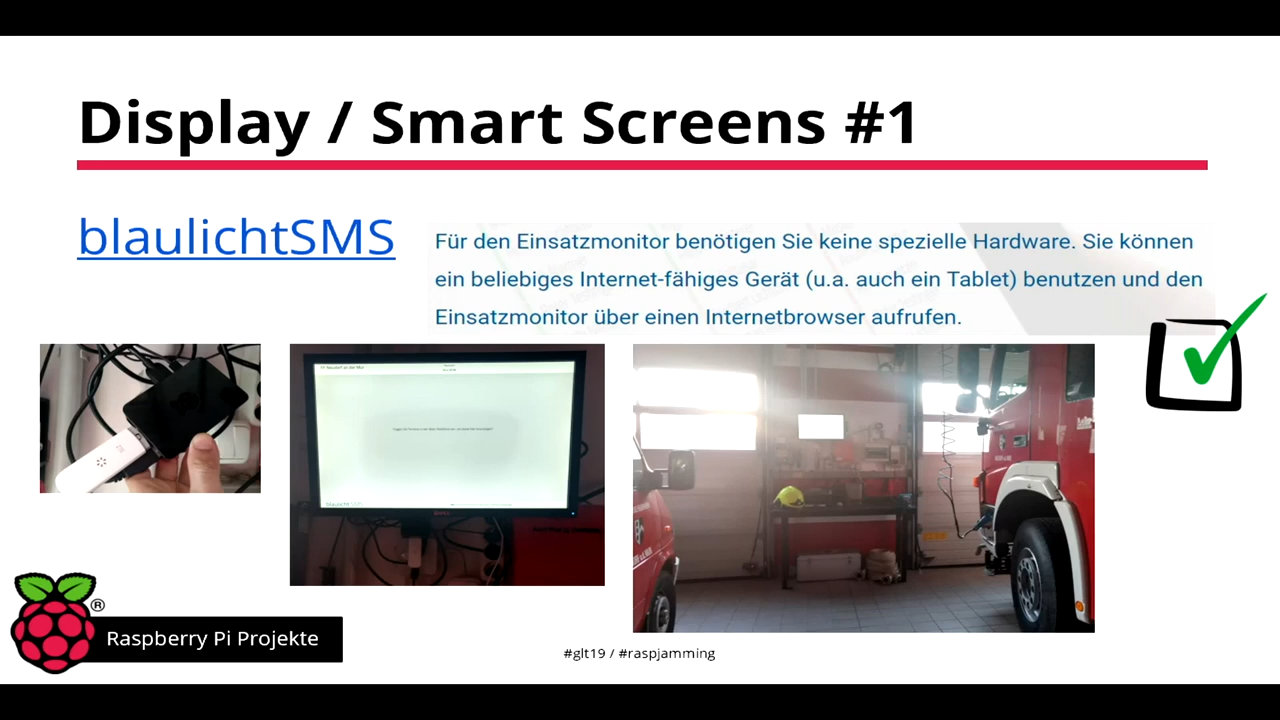 Display / Smart Screens #1
blaulichtSMS
Für den Einsatzmonitor benötigen Sie keine spezielle Hardware. Sie können
ein beliebiges Internet-fähiges Gerät (u.a. auch ein Tablet) benutzen und den
Einsatzmonitor über einen Internetbrowser aufrufen.
blaulichtSMS
®
Raspberry Pi Projekte
#glt19 / #raspjamming